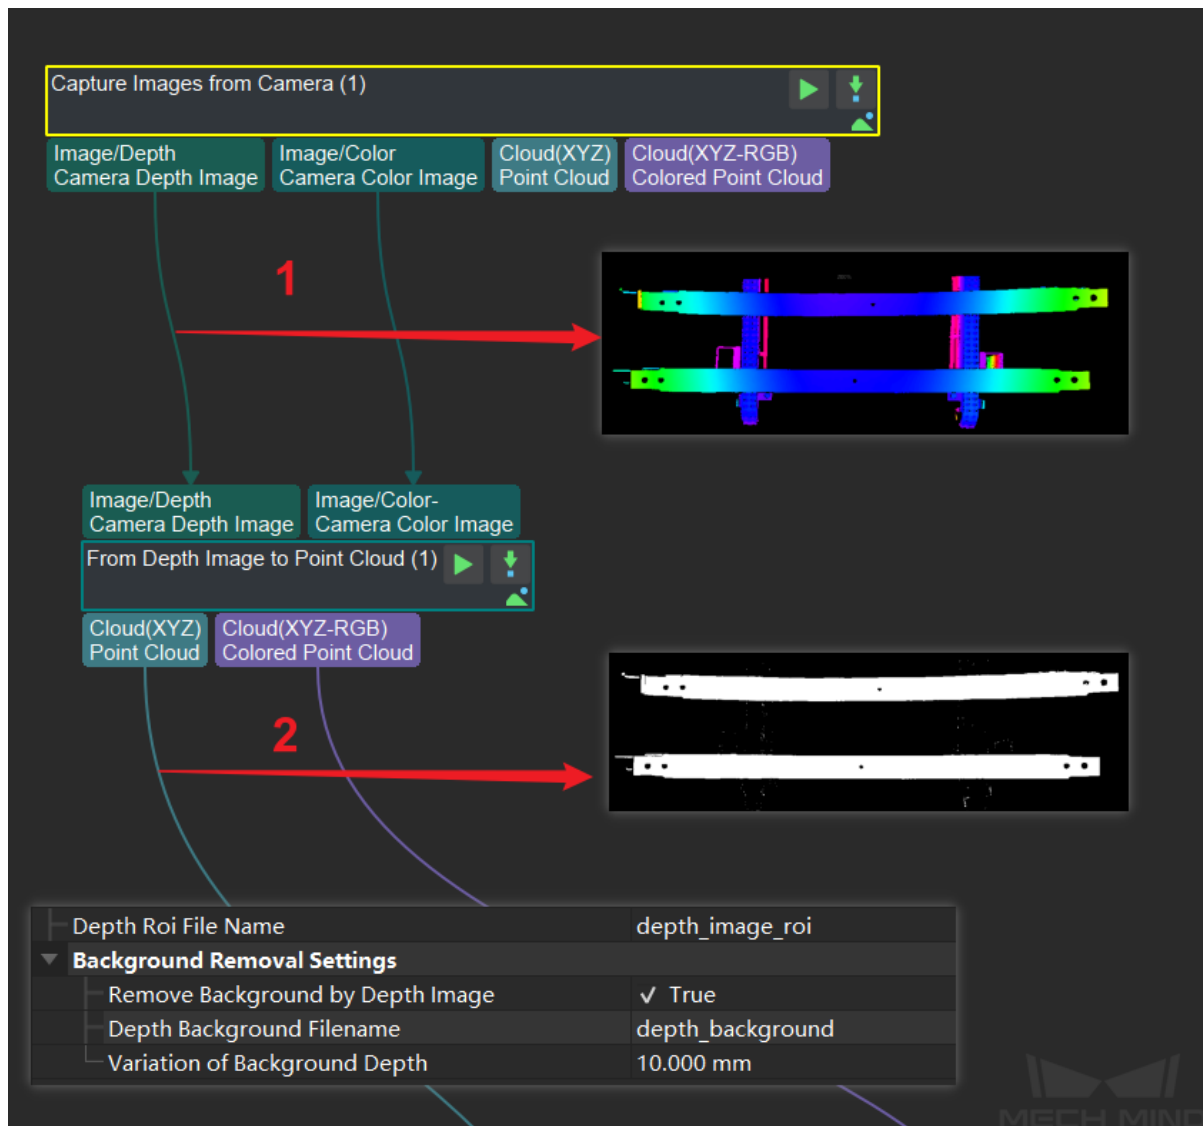 Capture Images from Camera (1)
Image/Depth
Camera Depth Image
Image/Color
Camera Color Image
Cloud(XYZ)
Point Cloud
Cloud(XYZ-RGB)
Colored Point Cloud
1
Image/Depth
Camera Depth Image
Image/Color-
Camera Color Image
From Depth Image to Point Cloud (1)
Cloud(XYZ)
Point Cloud
Cloud(XYZ-RGB)
Colored Point Cloud
2
Depth Roi File Name depth_image_roi
Background Removal Settings
Remove Background by Depth Image True
Depth Background Filename depth_background
Variation of Background Depth 10.000 mm
MECH MIND